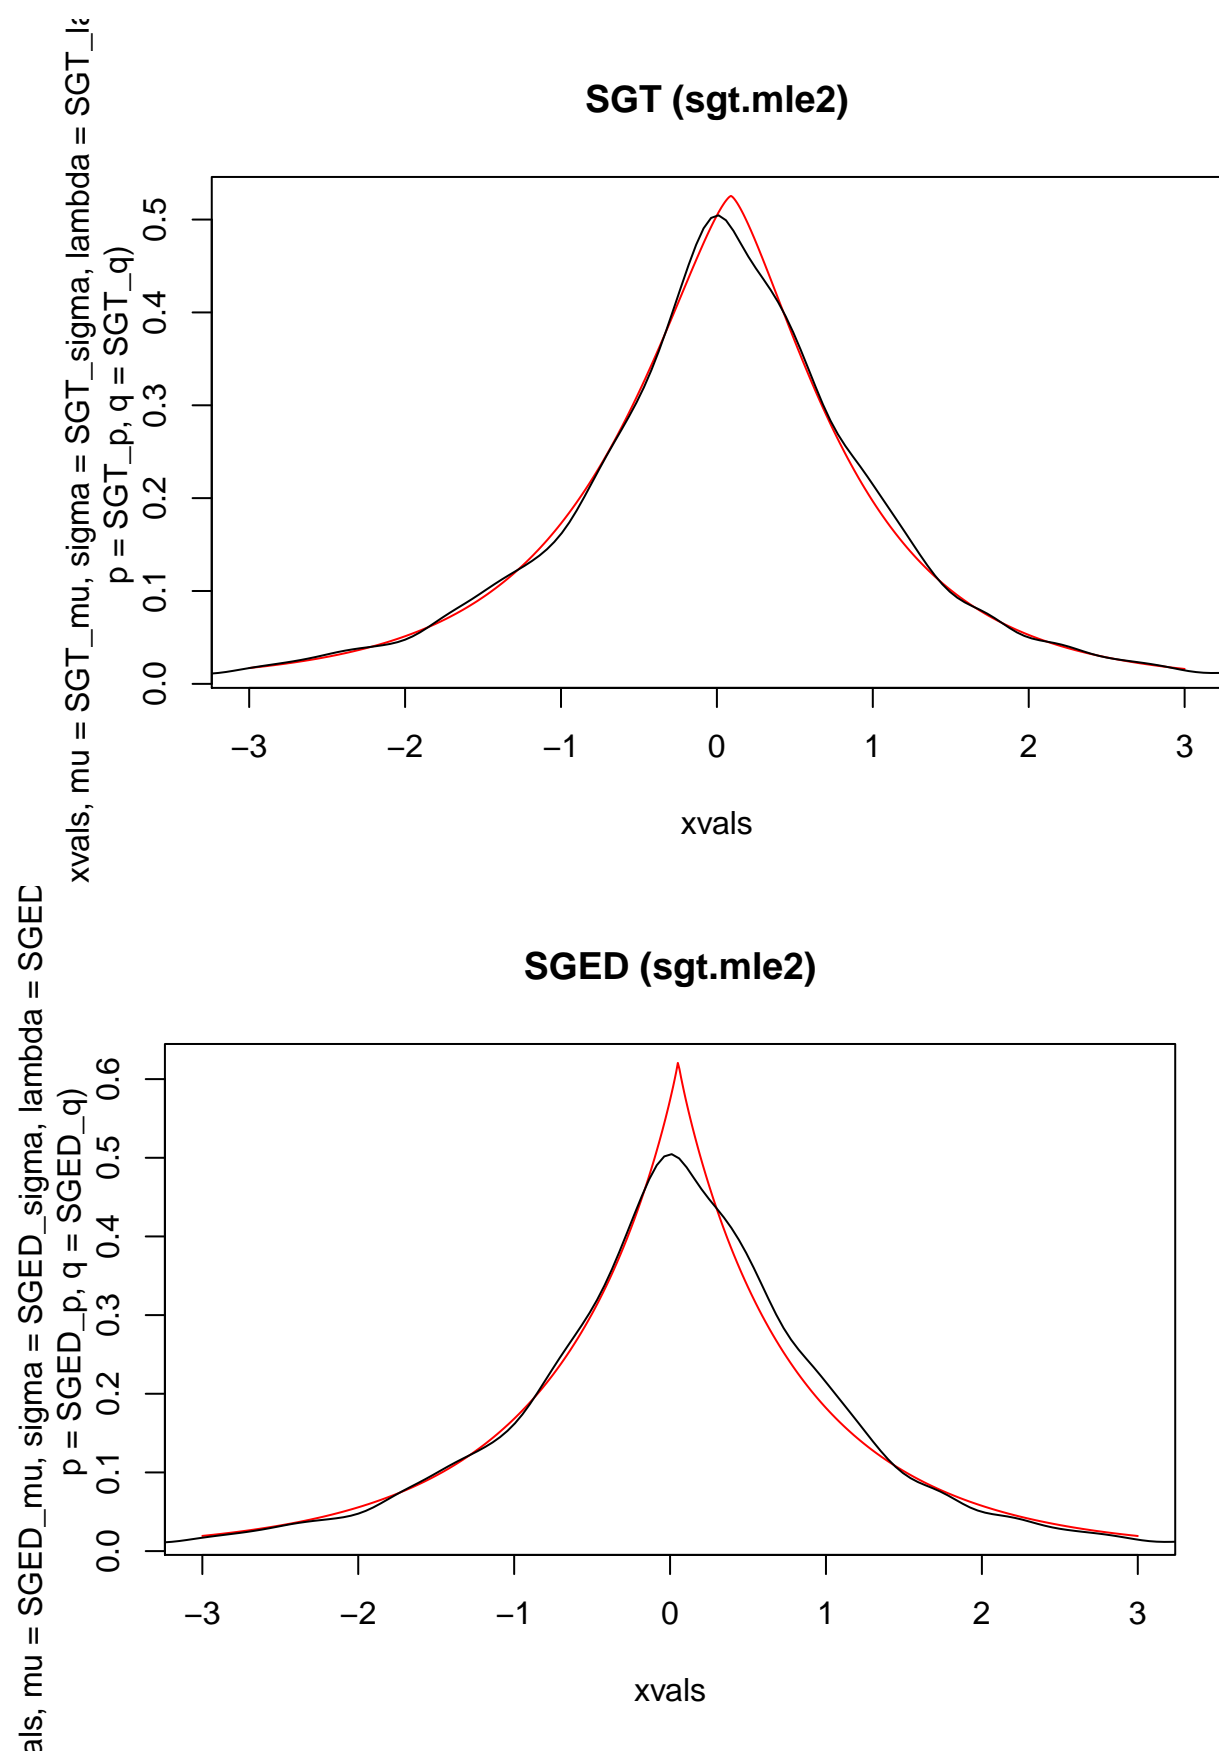 SGT (sgt.mle2)
xvals, mu = SGT_mu, sigma = SGT_sigma, lambda =
p = SGT_p, q = SGT_q)
0.5
0.4
0.3
0.2
0.1
0.0
−3 −2 −1 0 1 2 3
xvals
SGED (sgt.mle2)
mu = SGED_mu, sigma = SGED_sigma, lambda = SGED
p = SGED_p, q = SGED_q)
0.6
0.5
0.4
0.3
0.2
0.1
0.0
−3 −2 −1 0 1 2 3
xvals